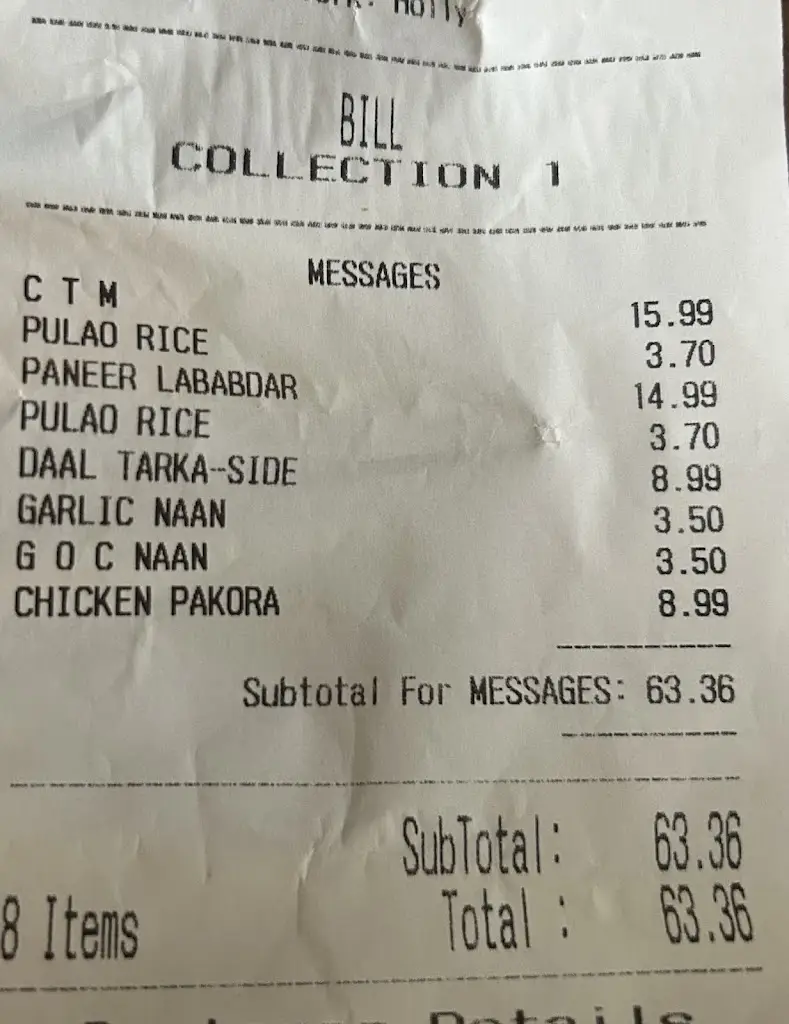 Holly
BILL
COLLECTION 1
MESSAGES
C T M 15.99
PULAO RICE 3.70
PANEER LABABDAR 14.99
PULAO RICE 3.70
DAAL TARKA-SIDE 8.99
GARLIC NAAN 3.50
G O C NAAN 3.50
CHICKEN PAKORA 8.99
Subtotal For MESSAGES: 63.36
SubTotal: 63.36
8 Items Total : 63.36
Details